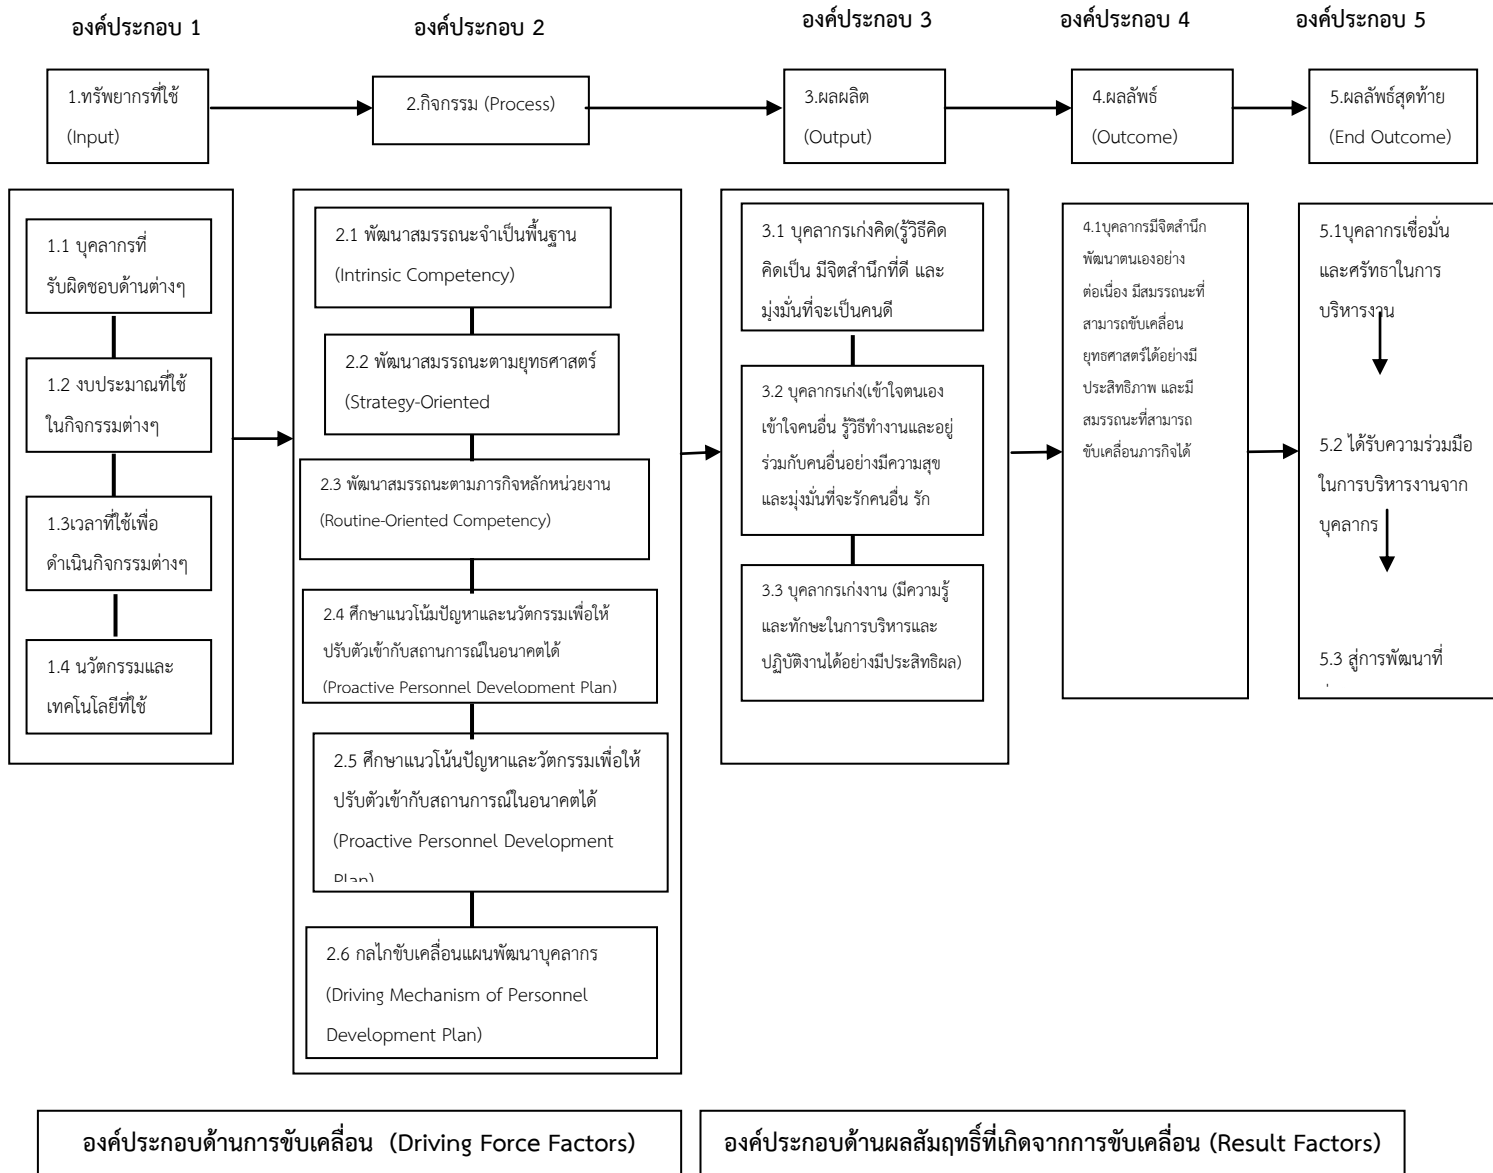 องค์ประกอบ 1
องค์ประกอบ 2
องค์ประกอบ 3
องค์ประกอบ 4
องค์ประกอบ 5
1.ทรัพยากรที่ใช้
(Input)
2.กิจกรรม (Process)
3.ผลผลิต
(Output)
4.ผลลัพธ์
(Outcome)
5.ผลลัพธ์สุดท้าย
(End Outcome)
1.1 บุคลากรที่
รับผิดชอบด้านต่างๆ
1.2 งบประมาณที่ใช้
ในกิจกรรมต่างๆ
1.3เวลาที่ใช้เพื่อ
ดำเนินกิจกรรมต่างๆ
1.4 นวัตกรรมและ
เทคโนโลยีที่ใช้
2.1 พัฒนาสมรรถนะจำเป็นพื้นฐาน
(Intrinsic Competency)
2.2 พัฒนาสมรรถนะตามยุทธศาสตร์
(Strategy-Oriented
2.3 พัฒนาสมรรถนะตามภารกิจหลักหน่วยงาน
(Routine-Oriented Competency)
2.4 ศึกษาแนวโน้มปัญหาและนวัตกรรมเพื่อให้
ปรับตัวเข้ากับสถานการณ์ในอนาคตได้
(Proactive Personnel Development Plan)
2.5 ศึกษาแนวโน้นปัญหาและวัตกรรมเพื่อให้
ปรับตัวเข้ากับสถานการณ์ในอนาคตได้
(Proactive Personnel Development
Plan)
2.6 กลไกขับเคลื่อนแผนพัฒนาบุคลากร
(Driving Mechanism of Personnel
Development Plan)
3.1 บุคลากรเก่งคิด(รู้วิธีคิด
คิดเป็น มีจิตสำนึกที่ดี และ
มุ่งมั่นที่จะเป็นคนดี
3.2 บุคลากรเก่ง(เข้าใจตนเอง
เข้าใจคนอื่น รู้วิธีทำงานและอยู่
ร่วมกับคนอื่นอย่างมีความสุข
และมุ่งมั่นที่จะรักคนอื่น รัก
3.3 บุคลากรเก่งงาน (มีความรู้
และทักษะในการบริหารและ
ปฏิบัติงานได้อย่างมีประสิทธิผล)
4.1บุคลากรมีจิตสำนึก
พัฒนาตนเองอย่าง
ต่อเนื่อง มีสมรรถนะที่
สามารถขับเคลื่อน
ยุทธศาสตร์ได้อย่างมี
ประสิทธิภาพ และมี
สมรรถนะที่สามารถ
ขับเคลื่อนภารกิจได้
5.1บุคลากรเชื่อมั่น
และศรัทธาในการ
บริหารงาน
5.2 ได้รับความร่วมมือ
ในการบริหารงานจาก
บุคลากร
5.3 สู่การพัฒนาที่
องค์ประกอบด้านการขับเคลื่อน (Driving Force Factors)
องค์ประกอบด้านผลสัมฤทธิ์ที่เกิดจากการขับเคลื่อน (Result Factors)